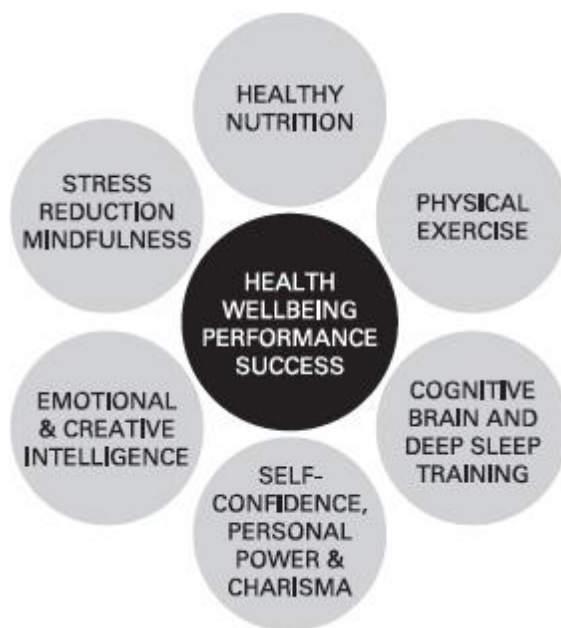 HEALTHY
NUTRITION
PHYSICAL
EXERCISE
COGNITIVE
BRAIN AND
DEEP SLEEP
TRAINING
SELF-
CONFIDENCE,
PERSONAL
POWER &
CHARISMA
EMOTIONAL
& CREATIVE
INTELLIGENCE
STRESS
REDUCTION
MINDFULNESS
HEALTH
WELLBEING
PERFORMANCE
SUCCESS